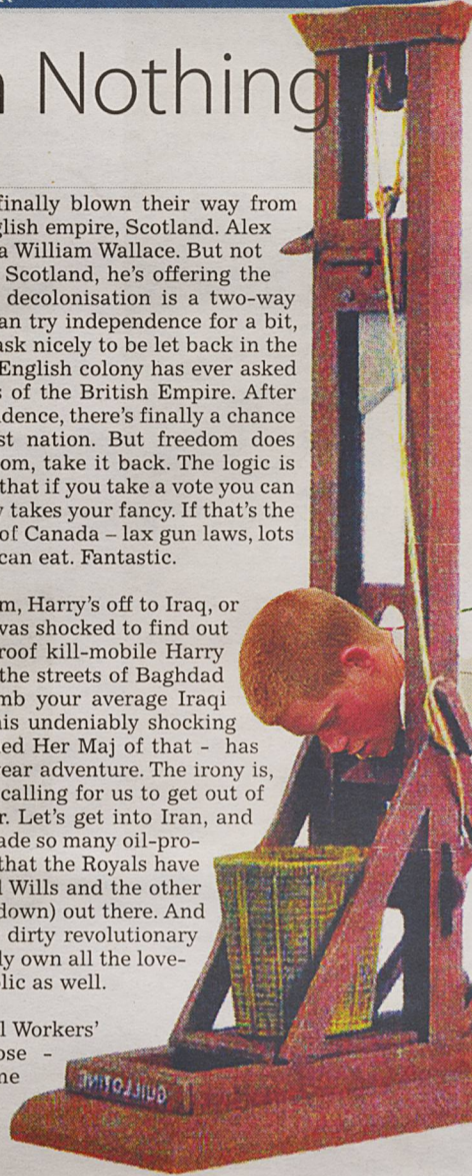 Nothing
finally blown their way from
glish empire, Scotland. Alex
a William Wallace. But not
Scotland, he's offering the
decolonisation is a two-way
an try independence for a bit,
ask nicely to be let back in the
English colony has ever asked
s of the British Empire. After
dence, there's finally a chance
st nation. But freedom does
om, take it back. The logic is
that if you take a vote you can
y takes your fancy. If that's the
of Canada – lax gun laws, lots
can eat. Fantastic.
m, Harry's off to Iraq, or
was shocked to find out
roof kill-mobile Harry
the streets of Baghdad
mb your average Iraqi
his undeniably shocking
ed Her Maj of that - has
year adventure. The irony is,
calling for us to get out of
r. Let's get into Iran, and
ade so many oil-pro-
that the Royals have
d Wills and the other
down) out there. And
dirty revolutionary
ly own all the love-
lic as well.
l Workers'
ose -
ne
GUILLOTINE